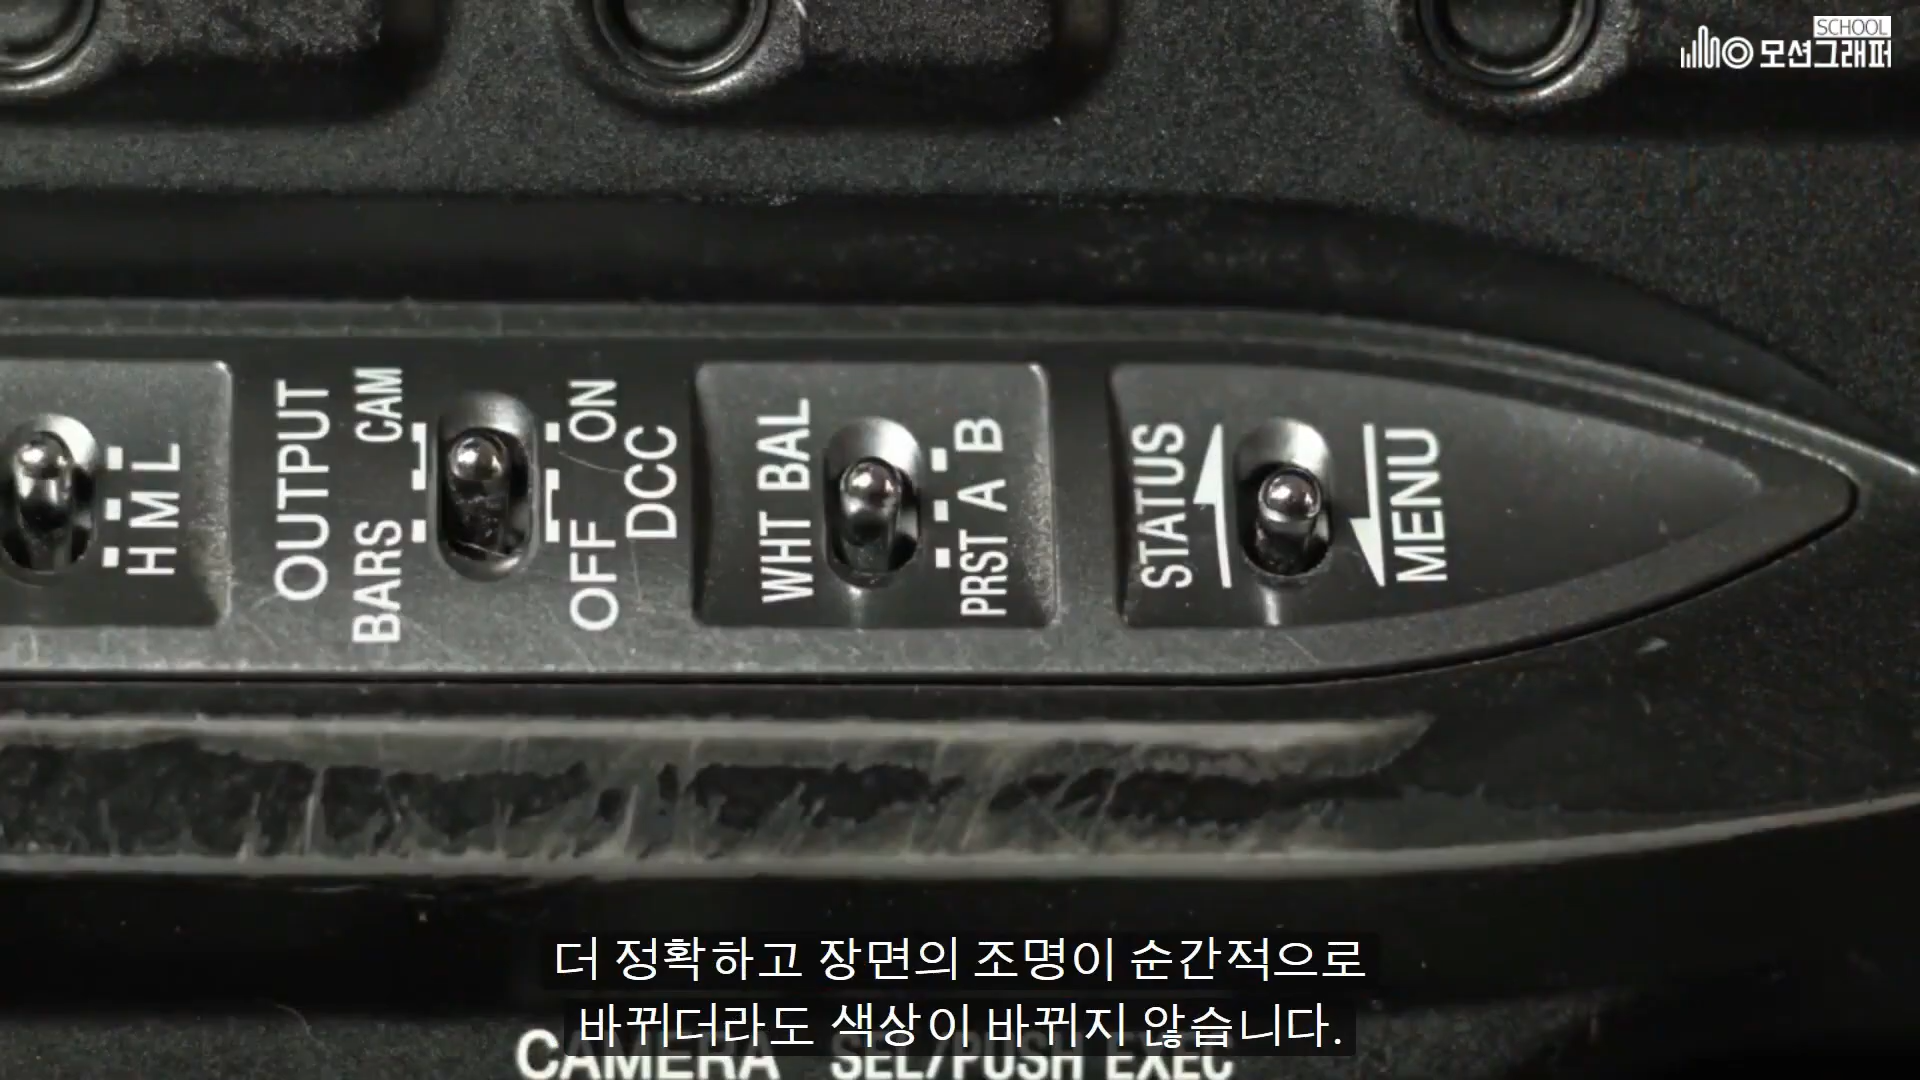 SCHOOL
모션그래퍼
L
M
H
OUTPUT
CAM
BARS
ON
OFF
DCC
WHT BAL
B
A
PRST
STATUS
MENU
더 정확하고 장면의 조명이 순간적으로
바뀌더라도 색상이 바뀌지 않습니다.
CAMERA SEL/PUSH EXEC